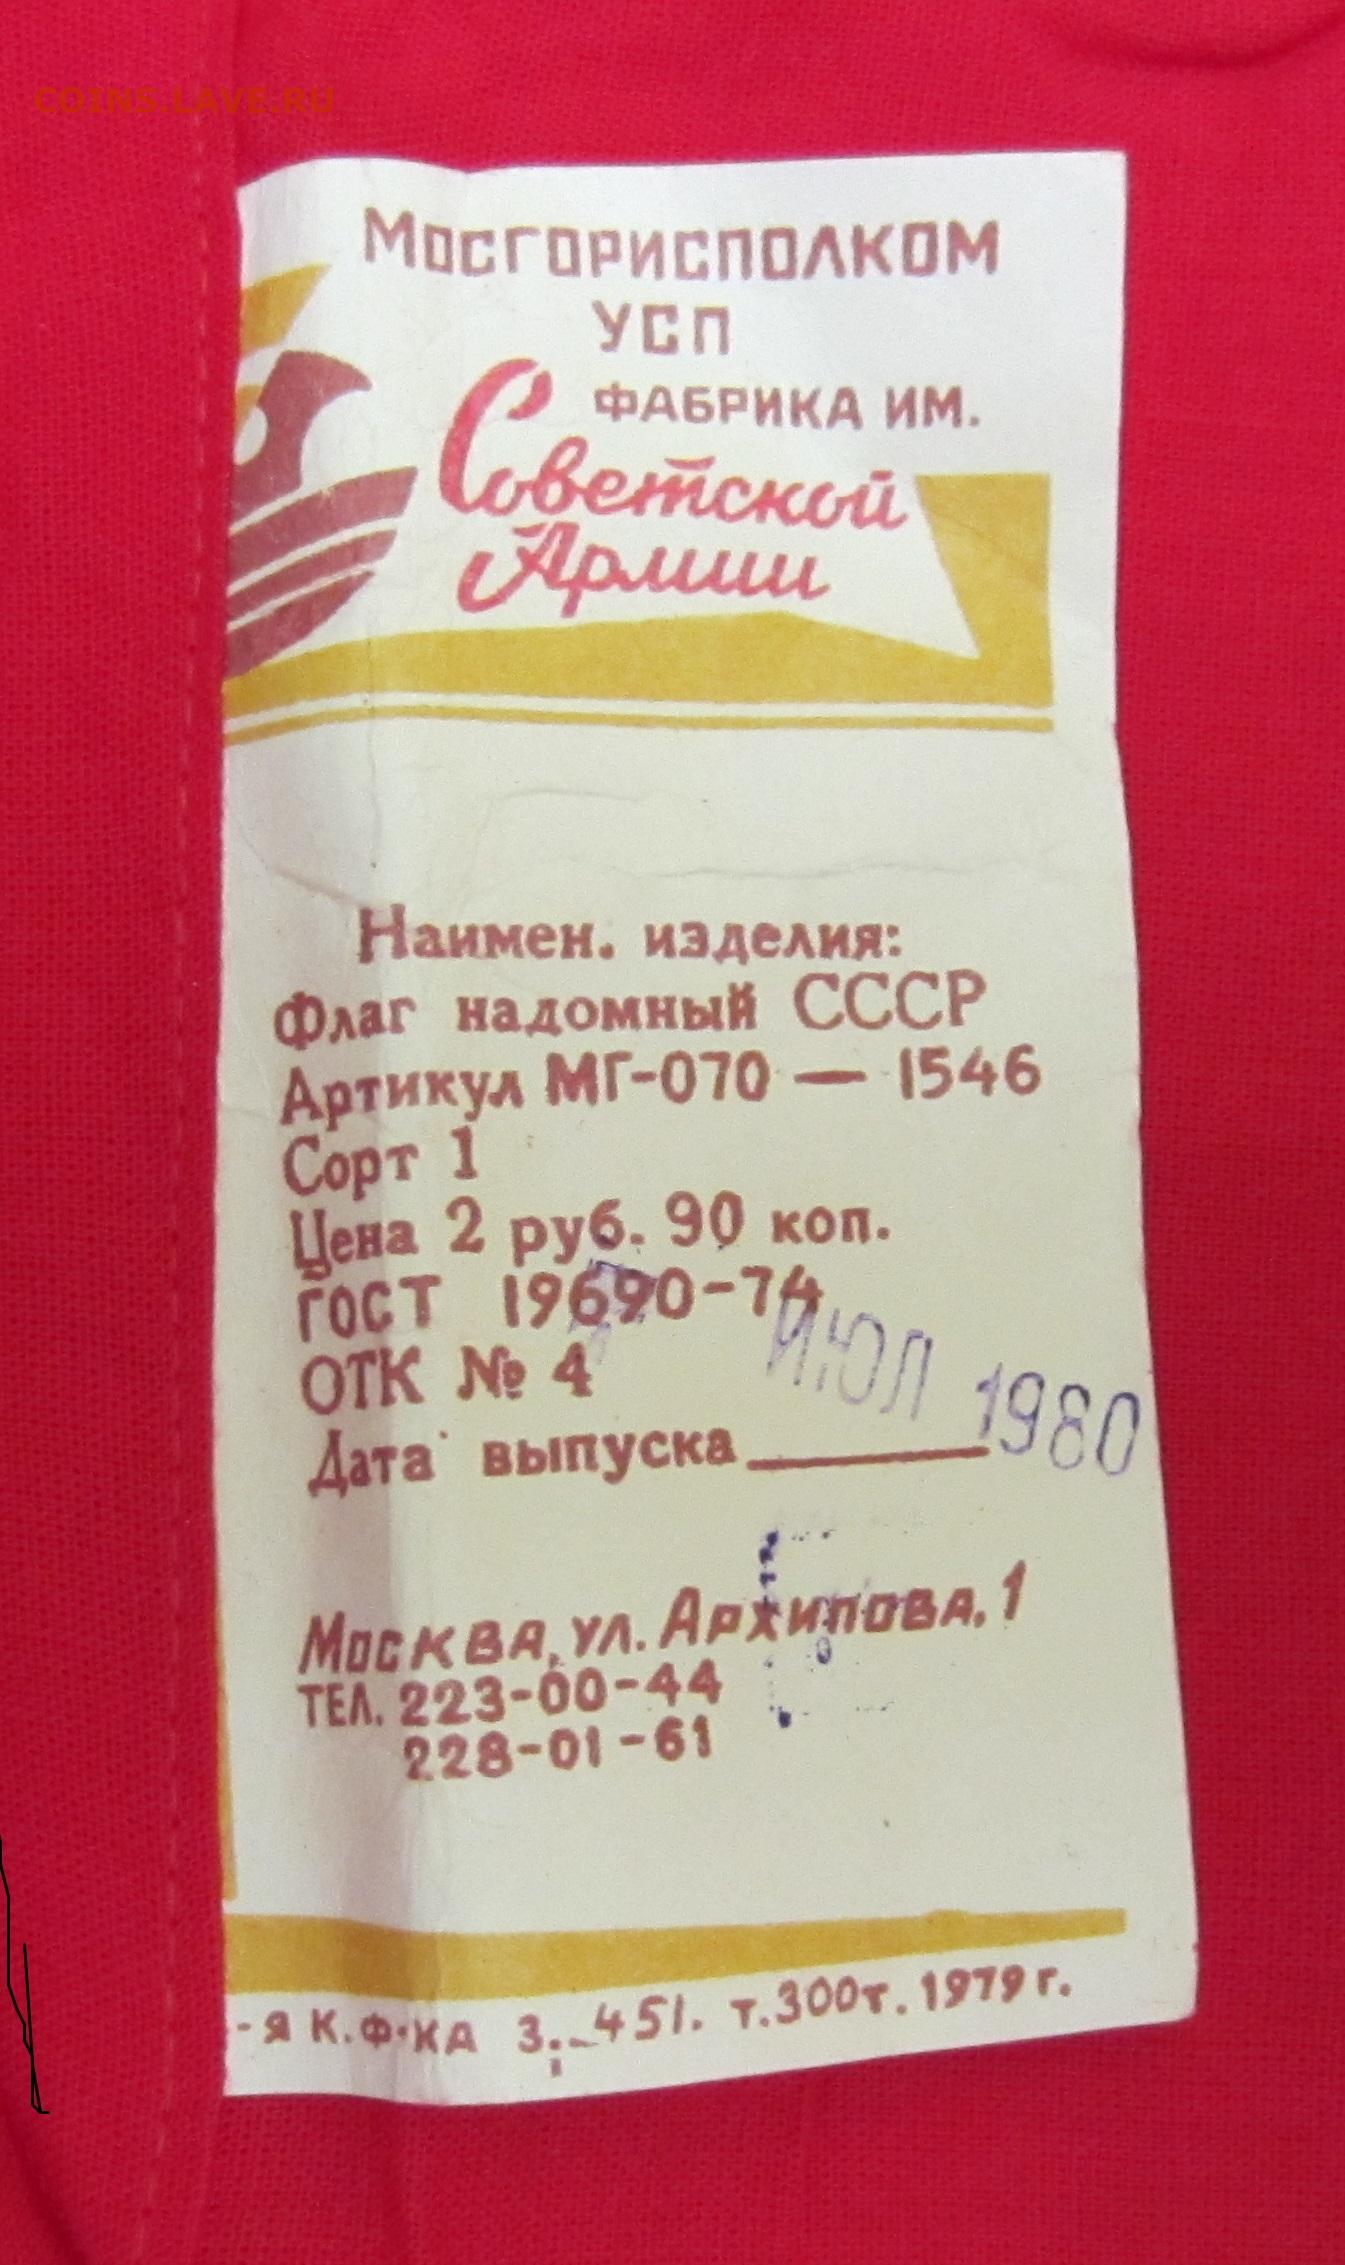 COINS.LAVE.RU
МОСГОРИСПОЛКОМ
УСП
ФАБРИКА ИМ.
Советской
Армии
Наимен. изделия:
Флаг надомный СССР
Артикул МГ-070 — 1546
Сорт 1
Цена 2 руб. 90 коп.
ГОСТ 19690-74
ОТК № 4
ИЮЛ 1980
Дата выпуска
МОСКВА, УЛ. АРХИПОВА, 1
ТЕЛ. 223-00-44
228-01-61
-Я К.Ф-КА З. 451. т.300т. 1979 г.